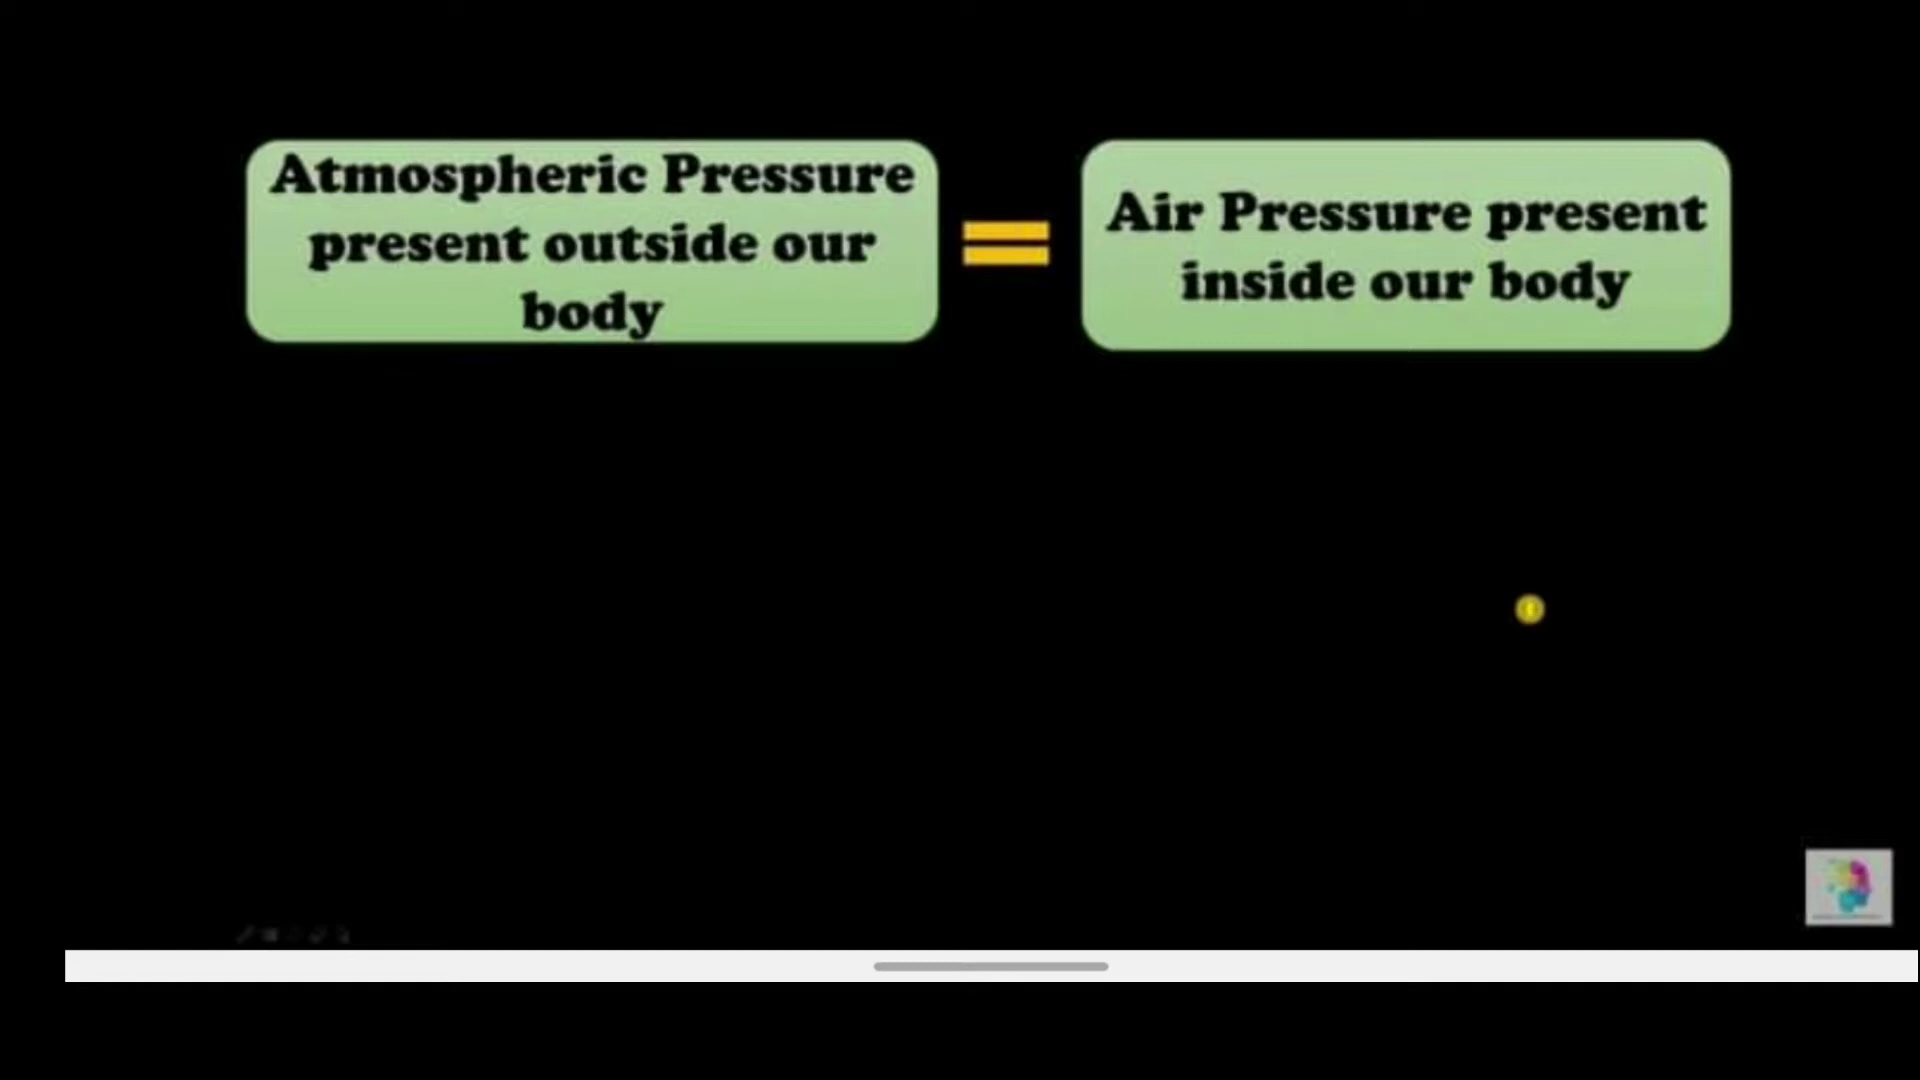 Atmospheric Pressure
present outside our
body
=
Air Pressure present
inside our body